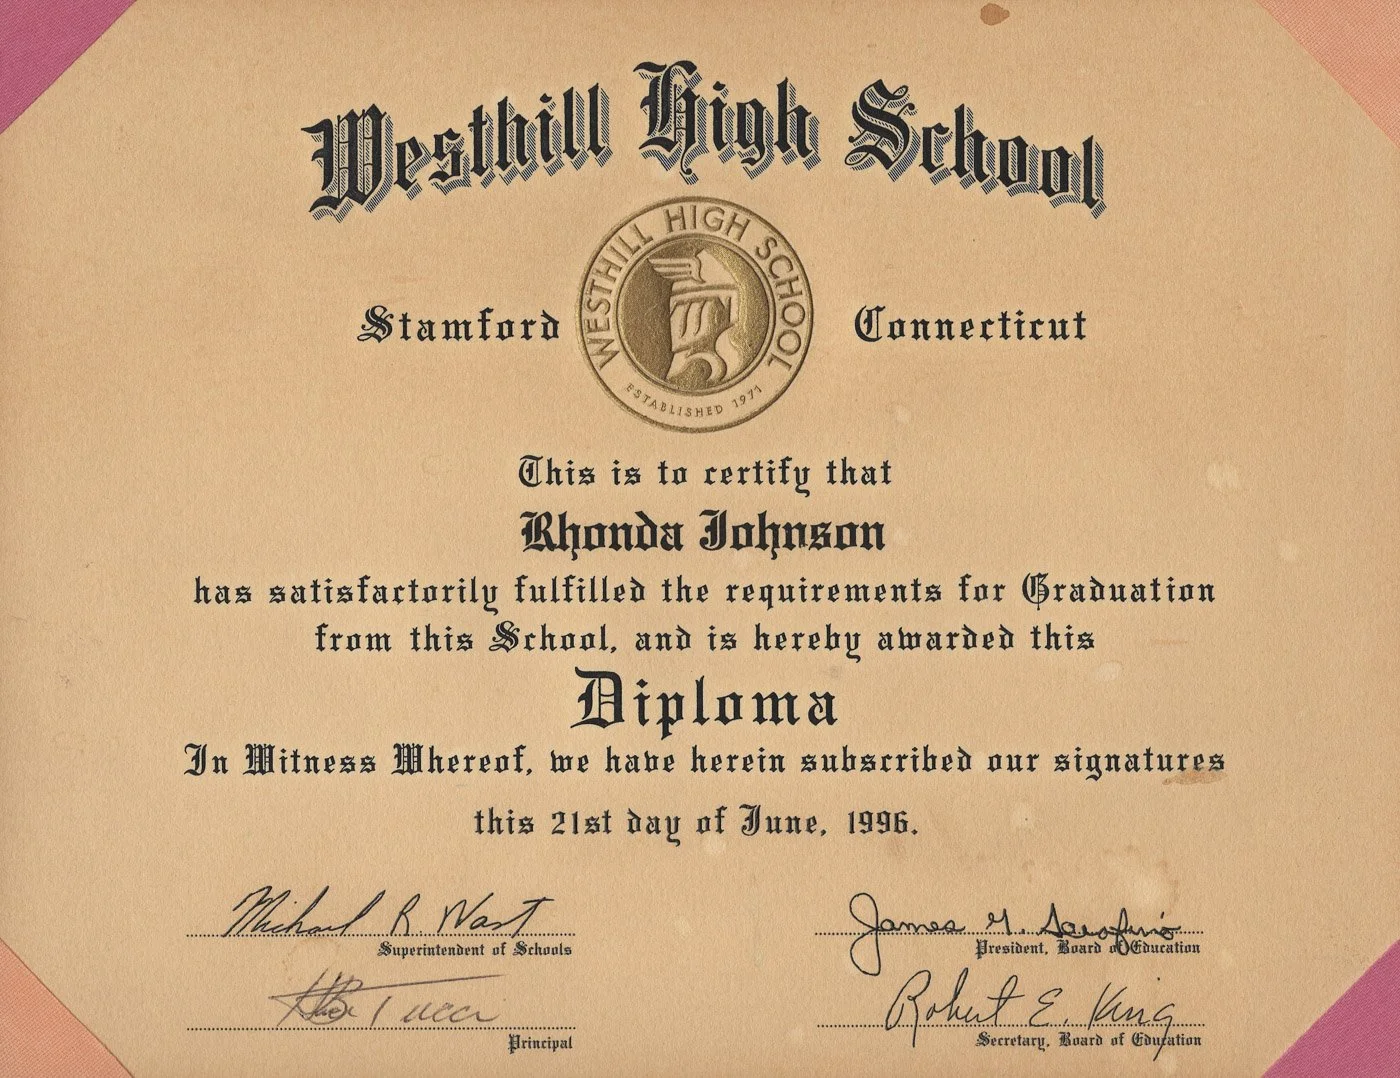 Westhill High School
WESTHILL HIGH SCHOOL
ESTABLISHED 1971
Stamford Connecticut
This is to certify that
Rhonda Johnson
has satisfactorily fulfilled the requirements for Graduation
from this School, and is hereby awarded this
Diploma
In Witness Whereof, we have herein subscribed our signatures
this 21st day of June, 1996.
Michael R. Nast
Superintendent of Schools
James
President, Board of Education
Tucci
Principal
Robert E. King
Secretary, Board of Education